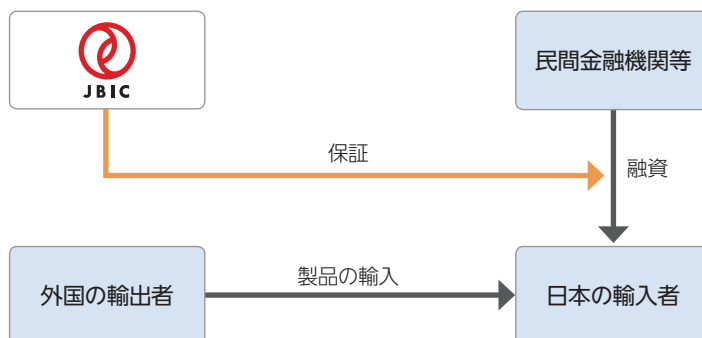 JBIC
民間金融機関等
保証
融資
外国の輸出者
製品の輸入
日本の輸入者